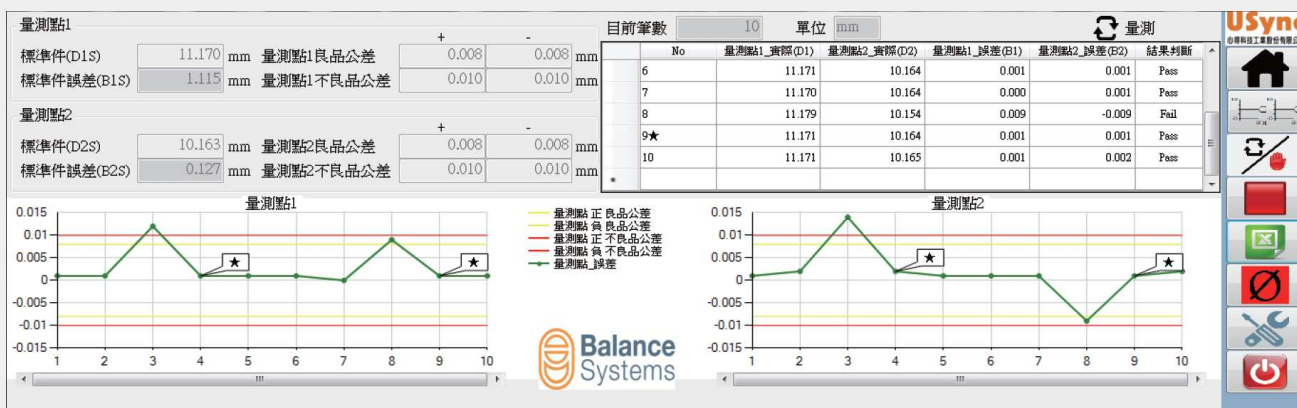 量測點1
+ -
標準件(D1S) 11.170 mm 量測點1良品公差 0.008 0.008 mm
標準件誤差(B1S) 1.115 mm 量測點1不良品公差 0.010 0.010 mm
量測點2
+ -
標準件(D2S) 10.163 mm 量測點2良品公差 0.008 0.008 mm
標準件誤差(B2S) 0.127 mm 量測點2不良品公差 0.010 0.010 mm
目前筆數 10 單位 mm 量測
No 量測點1_實際(D1) 量測點2_實際(D2) 量測點1_誤差(B1) 量測點2_誤差(B2) 結果判斷
6 11.171 10.164 0.001 0.001 Pass
7 11.170 10.164 0.000 0.001 Pass
8 11.179 10.154 0.009 -0.009 Fail
9★ 11.171 10.164 0.001 0.001 Pass
10 11.171 10.165 0.001 0.002 Pass
*
USync
心得科技工業股份有限公
量測點1
0.015
0.01
0.005
0
-0.005
-0.01
-0.015
1 2 3 4 5 6 7 8 9 10
★ ★
量測點 正 良品公差
量測點 負 良品公差
量測點 正 不良品公差
量測點 負 不良品公差
量測點_誤差
Balance
Systems
量測點2
0.015
0.01
0.005
0
-0.005
-0.01
-0.015
1 2 3 4 5 6 7 8 9 10
★ ★